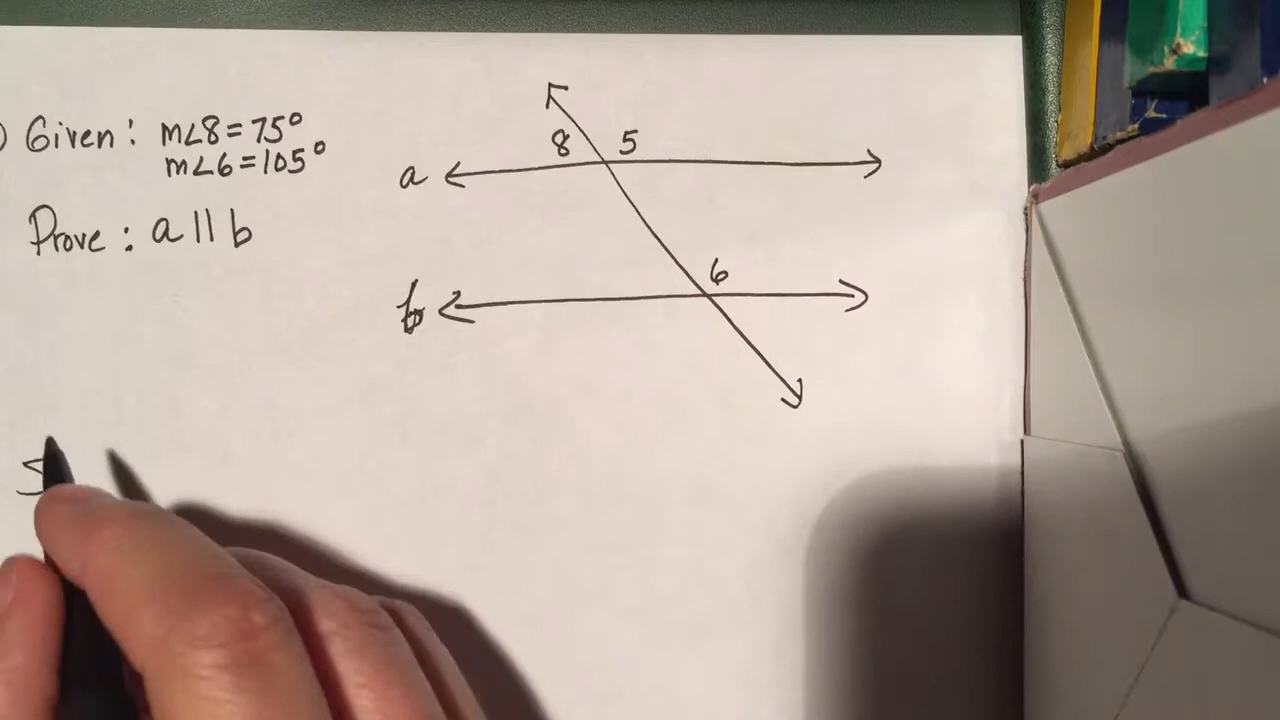 ) Given: m∠8=75°
m∠6=105°
Prove: a || b
8 5
a
6
b
S